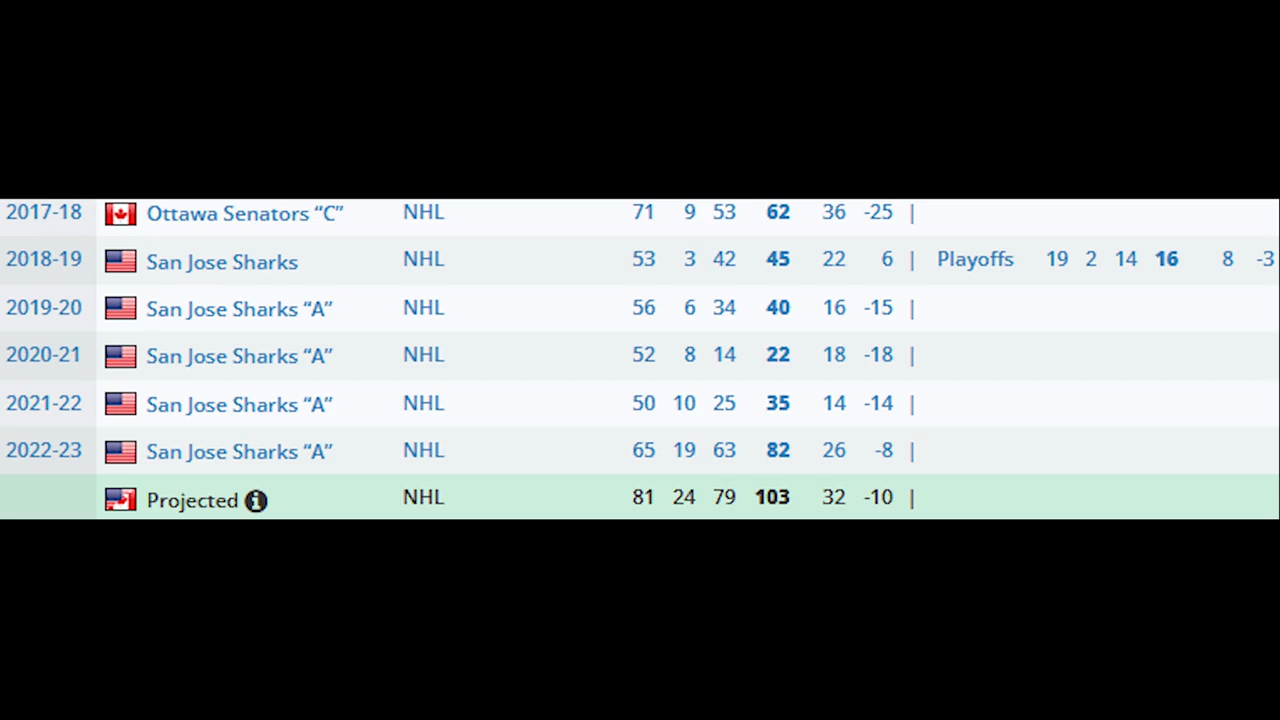 2017-18 Ottawa Senators “C” NHL 71 9 53 62 36 -25 |
2018-19 San Jose Sharks NHL 53 3 42 45 22 6 | Playoffs 19 2 14 16 8 -3
2019-20 San Jose Sharks “A” NHL 56 6 34 40 16 -15 |
2020-21 San Jose Sharks “A” NHL 52 8 14 22 18 -18 |
2021-22 San Jose Sharks “A” NHL 50 10 25 35 14 -14 |
2022-23 San Jose Sharks “A” NHL 65 19 63 82 26 -8 |
Projected i NHL 81 24 79 103 32 -10 |